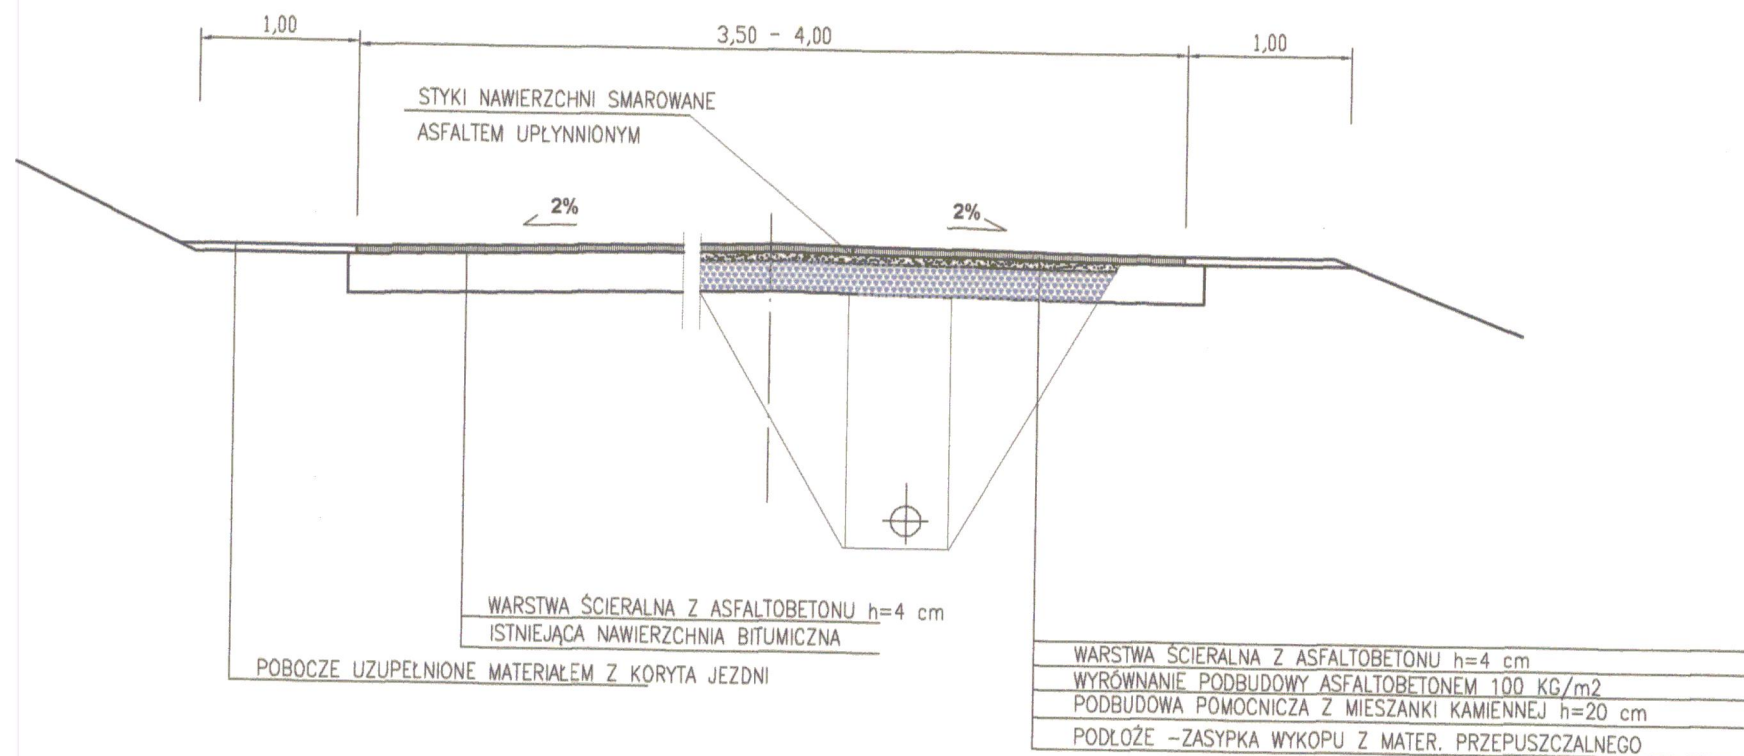 1,00
3,50 - 4,00
1,00
STYKI NAWIERZCHNI SMAROWANE
ASFALTEM UPŁYNNIONYM
2%
2%
WARSTWA ŚCIERALNA Z ASFALTOBETONU h=4 cm
ISTNIEJĄCA NAWIERZCHNIA BITUMICZNA
POBOCZE UZUPEŁNIONE MATERIAŁEM Z KORYTA JEZDNI
WARSTWA ŚCIERALNA Z ASFALTOBETONU h=4 cm
WYRÓWNANIE PODBUDOWY ASFALTOBETONEM 100 KG/m2
PODBUDOWA POMOCNICZA Z MIESZANKI KAMIENNEJ h=20 cm
PODŁOŻE -ZASYPKA WYKOPU Z MATER. PRZEPUSZCZALNEGO